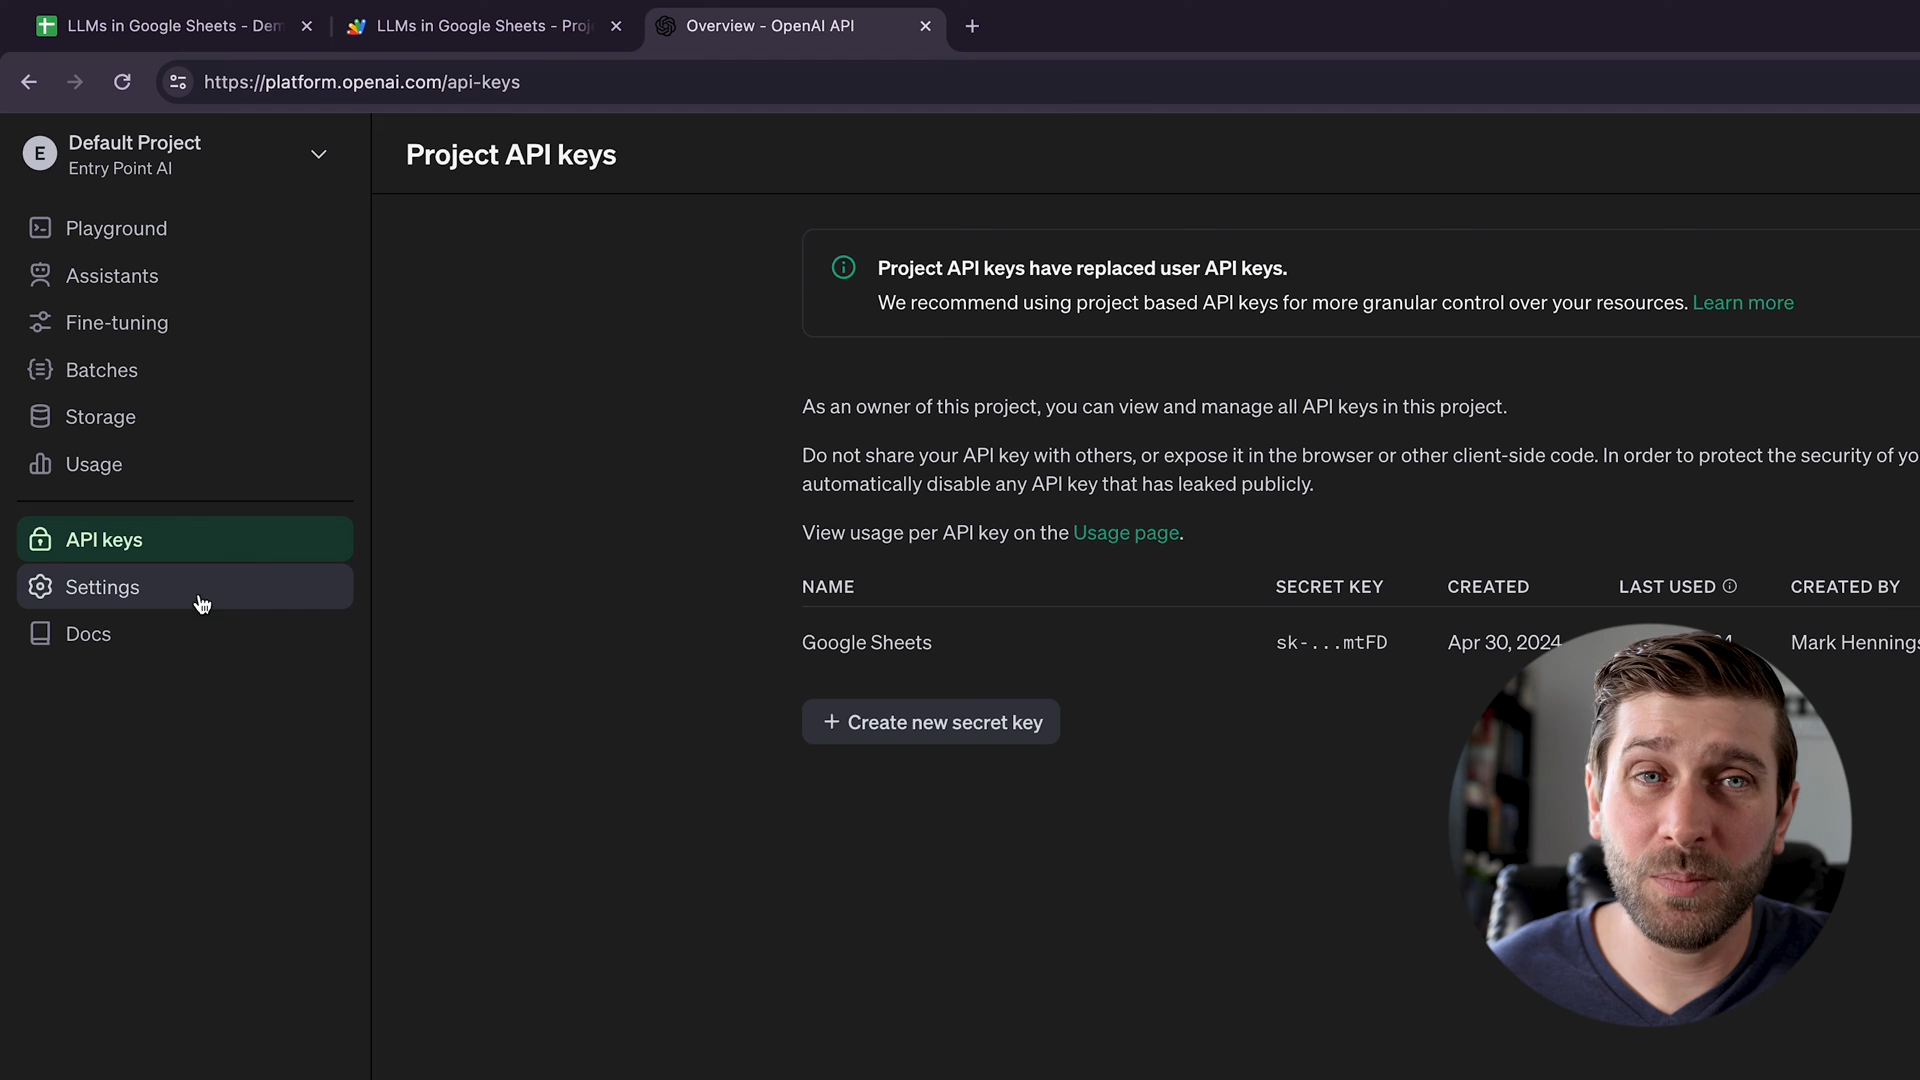 LLMs in Google Sheets - Dem
LLMs in Google Sheets - Proj
Overview - OpenAI API
https://platform.openai.com/api-keys
E
Default Project
Entry Point AI
Project API keys
Playground
Assistants
Fine-tuning
Batches
Storage
Usage
API keys
Settings
Docs
Project API keys have replaced user API keys.
We recommend using project based API keys for more granular control over your resources. Learn more
As an owner of this project, you can view and manage all API keys in this project.
Do not share your API key with others, or expose it in the browser or other client-side code. In order to protect the security of yo
automatically disable any API key that has leaked publicly.
View usage per API key on the Usage page.
NAME SECRET KEY CREATED LAST USED CREATED BY
Google Sheets sk-...mtFD Apr 30, 2024 Mark Hennings
+ Create new secret key